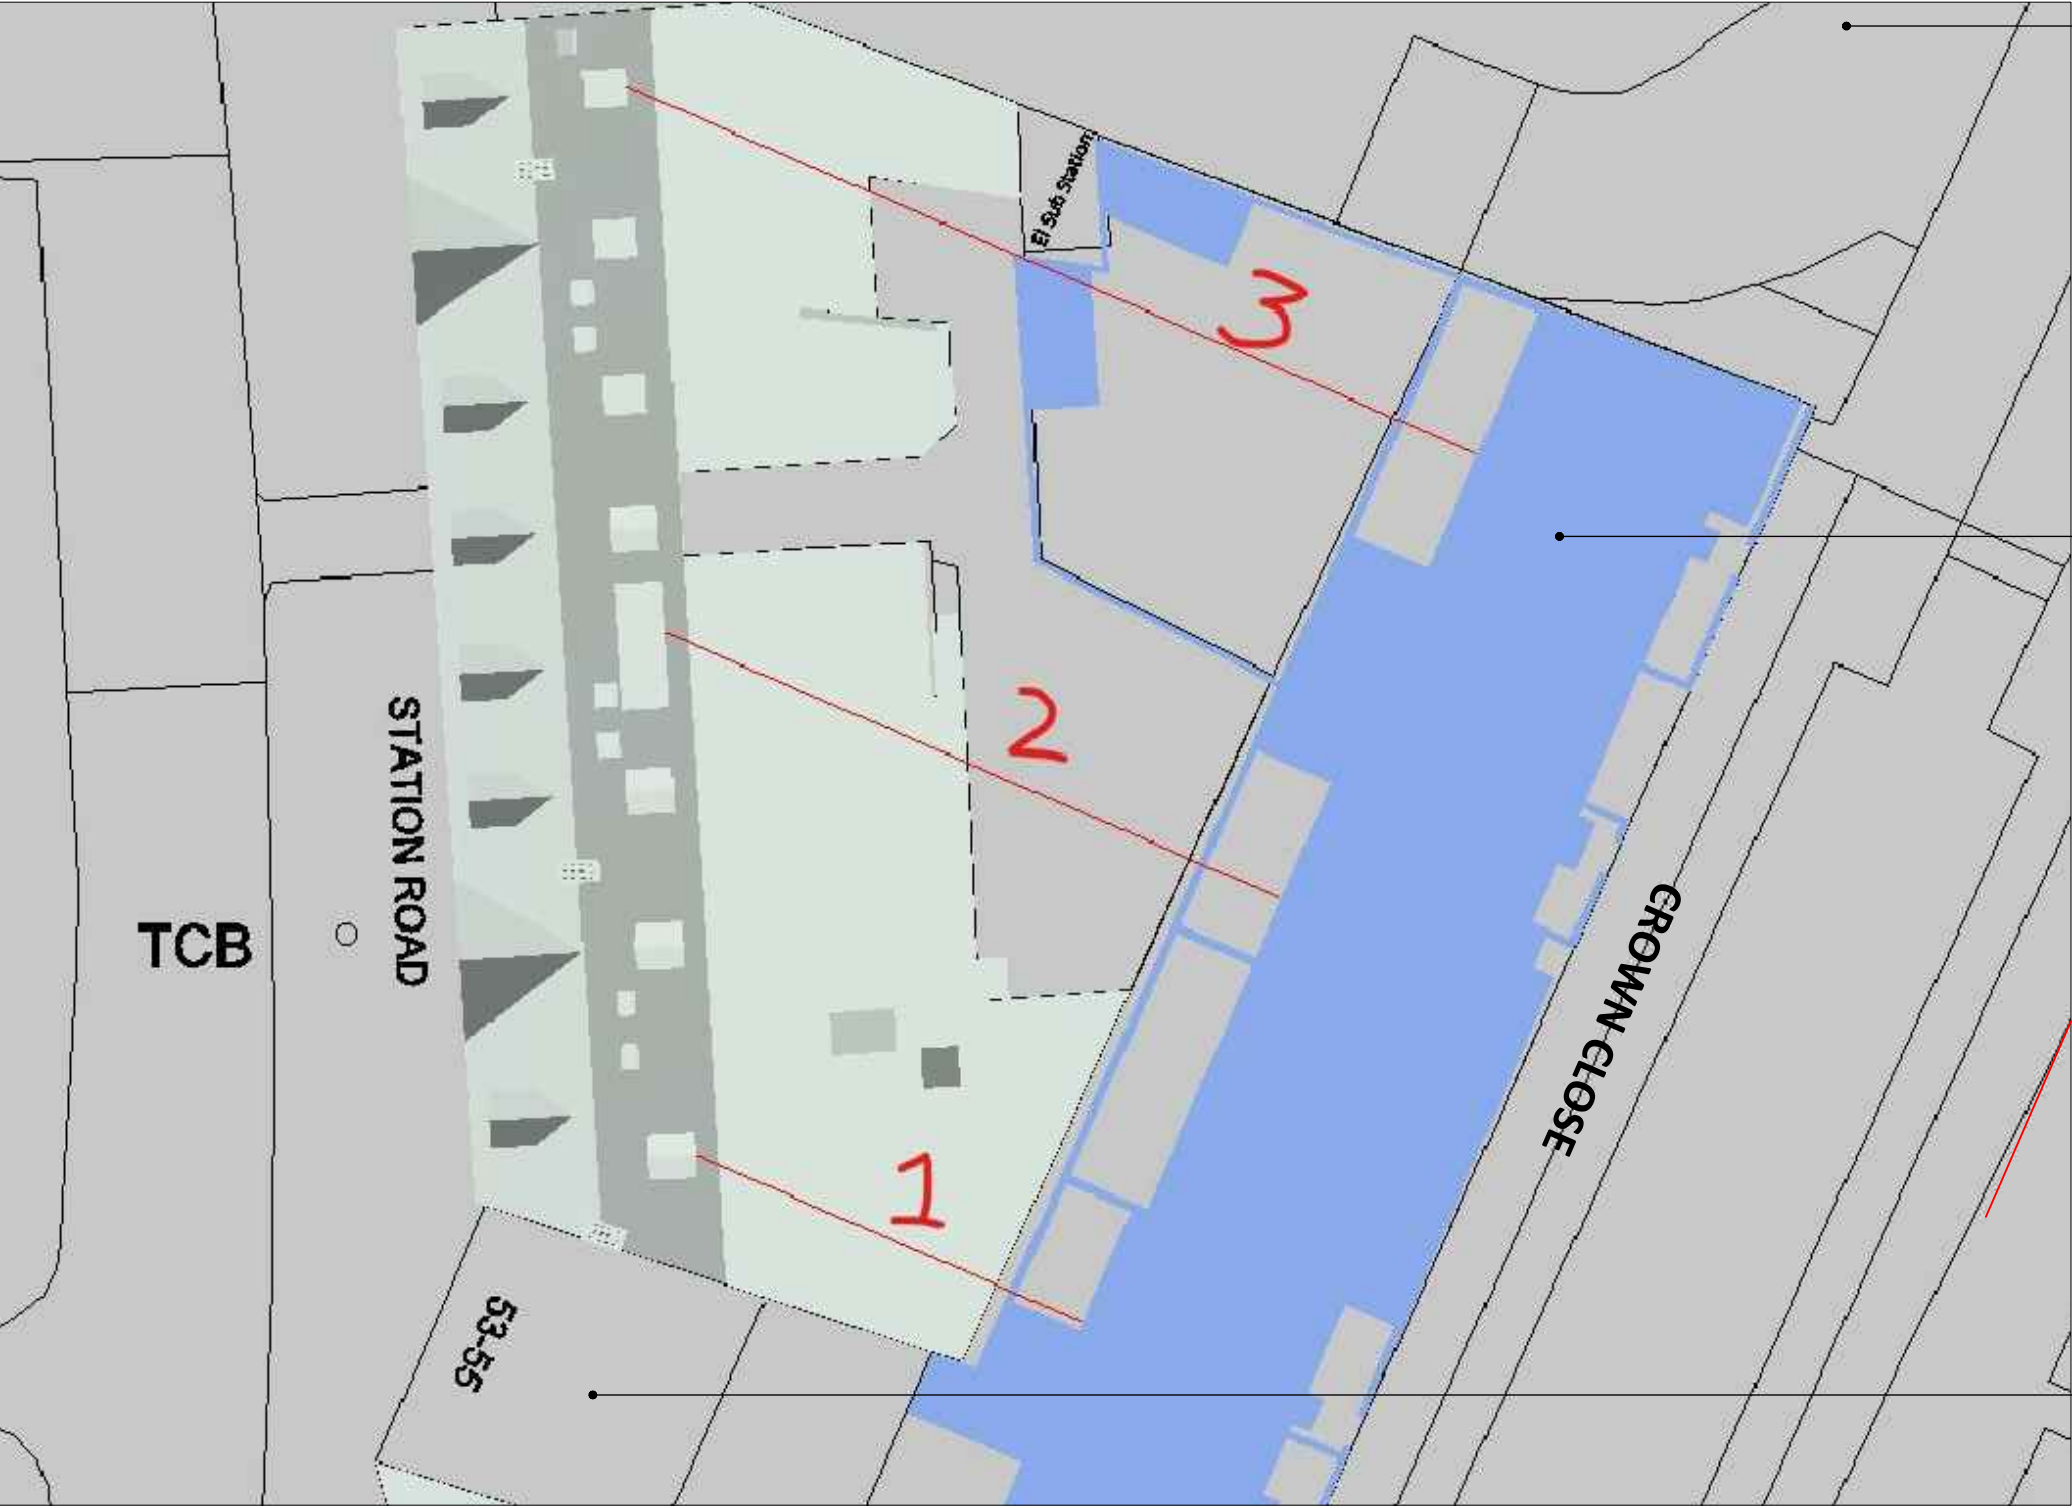 El Sub Station
3
2
STATION ROAD
TCB
CROWN CLOSE
1
53-55